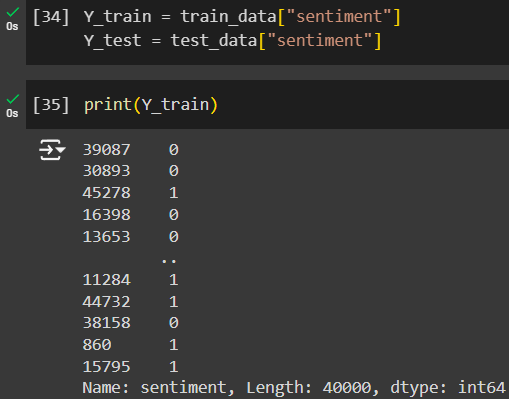 [34] Y_train = train_data["sentiment"]
0s
Y_test = test_data["sentiment"]
[35] print(Y_train)
0s
39087    0
30893    0
45278    1
16398    0
13653    0
..
11284    1
44732    1
38158    0
860      1
15795    1
Name: sentiment, Length: 40000, dtype: int64